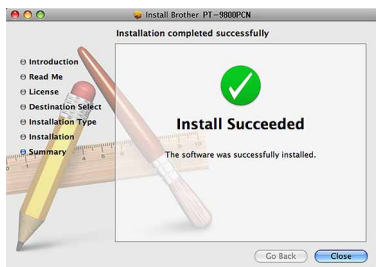 Install Brother PT-9800PCN
Installation completed successfully
Introduction
Read Me
License
Destination Select
Installation Type
Installation
Summary
Install Succeeded
The software was successfully installed.
Go Back
Close